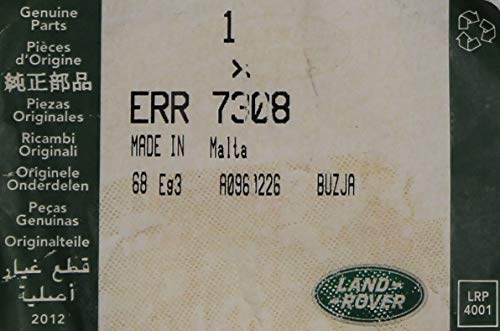 Genuine
Parts
Pièces
d'Origine
純正部品
Piezas
Originales
Ricambi
Originali
Originele
Onderdelen
Peças
Genuínas
Originalteile
قطع غيار
أصلية
2012
1
>
ERR 7308
MADE IN Malta
68 Eg3 BUZJA
LAND
ROVER
LRP
4001